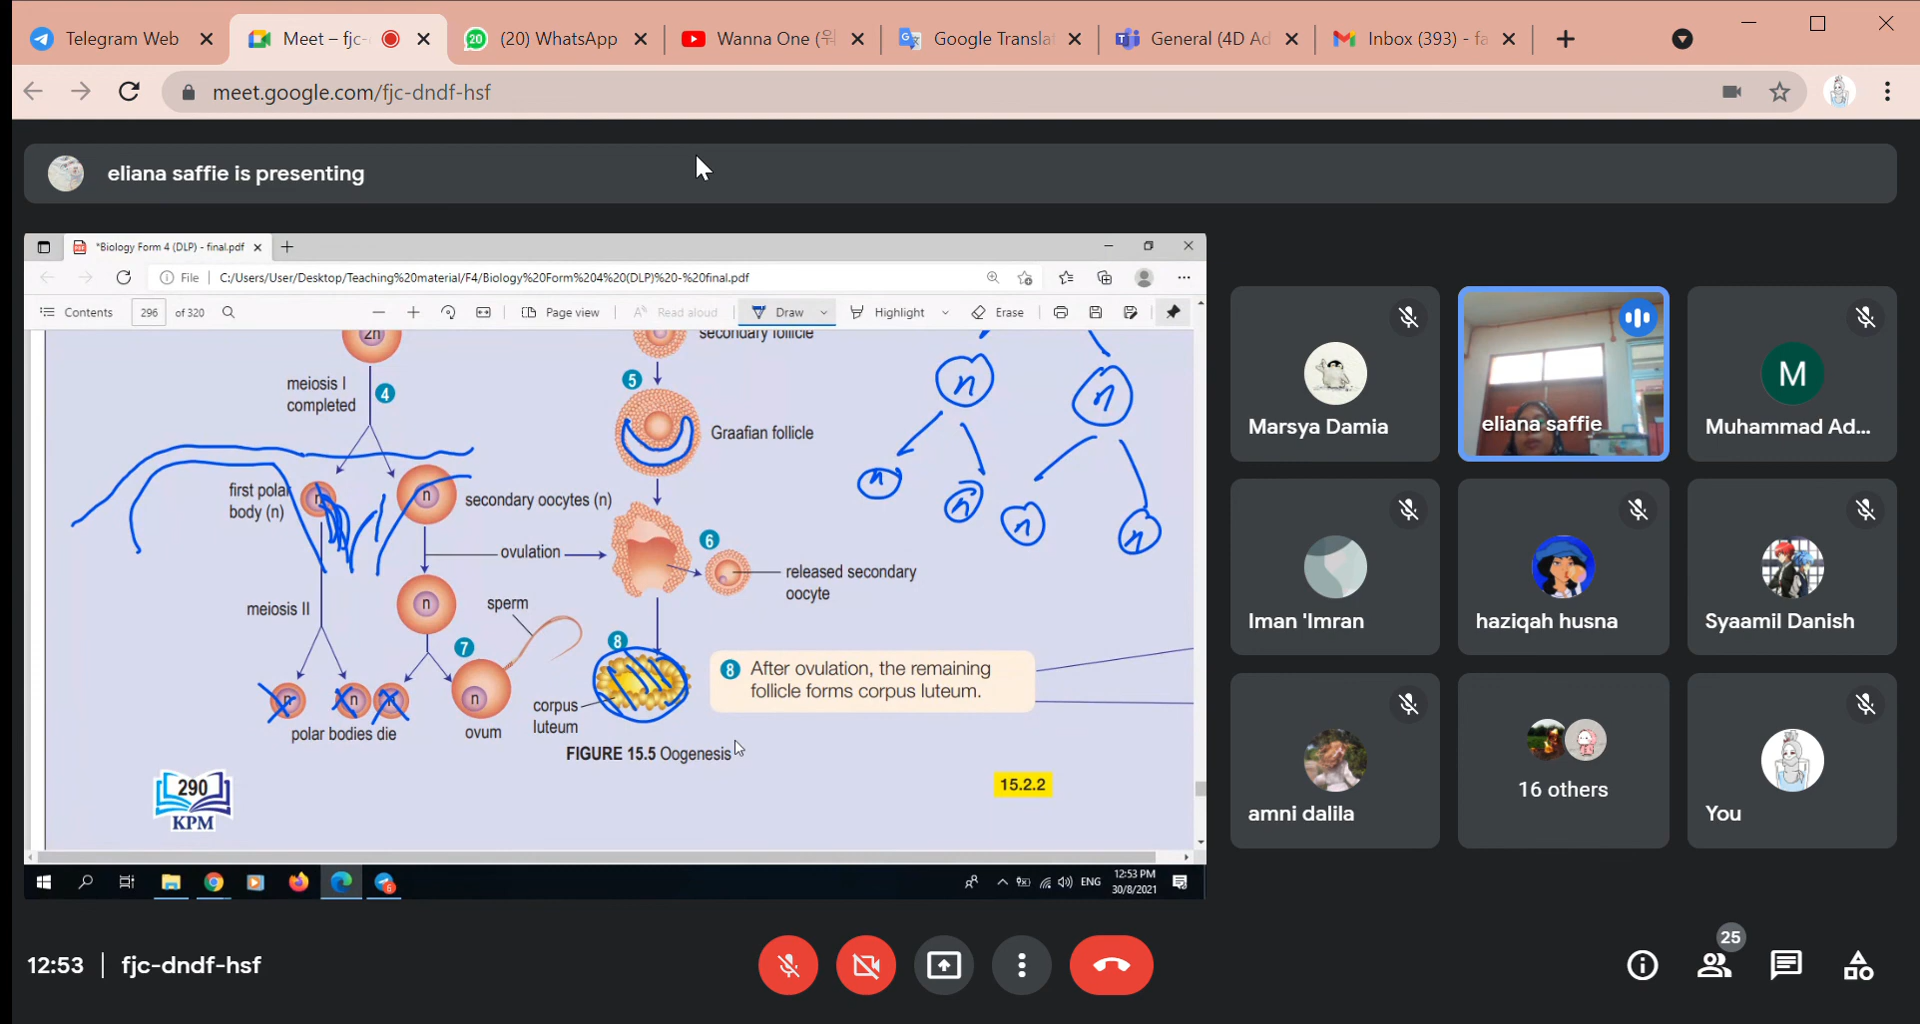 Telegram Web
Meet – fjc-
(20) WhatsApp
Wanna One (워
Google Translat
General (4D Ad
Inbox (393) - fa
meet.google.com/fjc-dndf-hsf
eliana saffie is presenting
*Biology Form 4 (DLP) - final.pdf
File
C:/Users/User/Desktop/Teaching%20material/F4/Biology%20Form%204%20(DLP)%20-%20final.pdf
Contents
296
of 320
Page view
Read aloud
Draw
Highlight
Erase
2n
secondary follicle
meiosis I
completed
4
5
Graafian follicle
n
n
first polar
body (n)
n
n
secondary oocytes (n)
n
n
n
n
ovulation
6
released secondary
oocyte
meiosis II
n
sperm
7
8
8 After ovulation, the remaining
follicle forms corpus luteum.
n
n
n
n
polar bodies die
ovum
corpus
luteum
FIGURE 15.5 Oogenesis
290
KPM
15.2.2
20
6
ENG
12:53 PM
30/8/2021
Marsya Damia
eliana saffie
M
Muhammad Ad...
Iman 'Imran
haziqah husna
Syaamil Danish
amni dalila
16 others
You
12:53
fjc-dndf-hsf
25